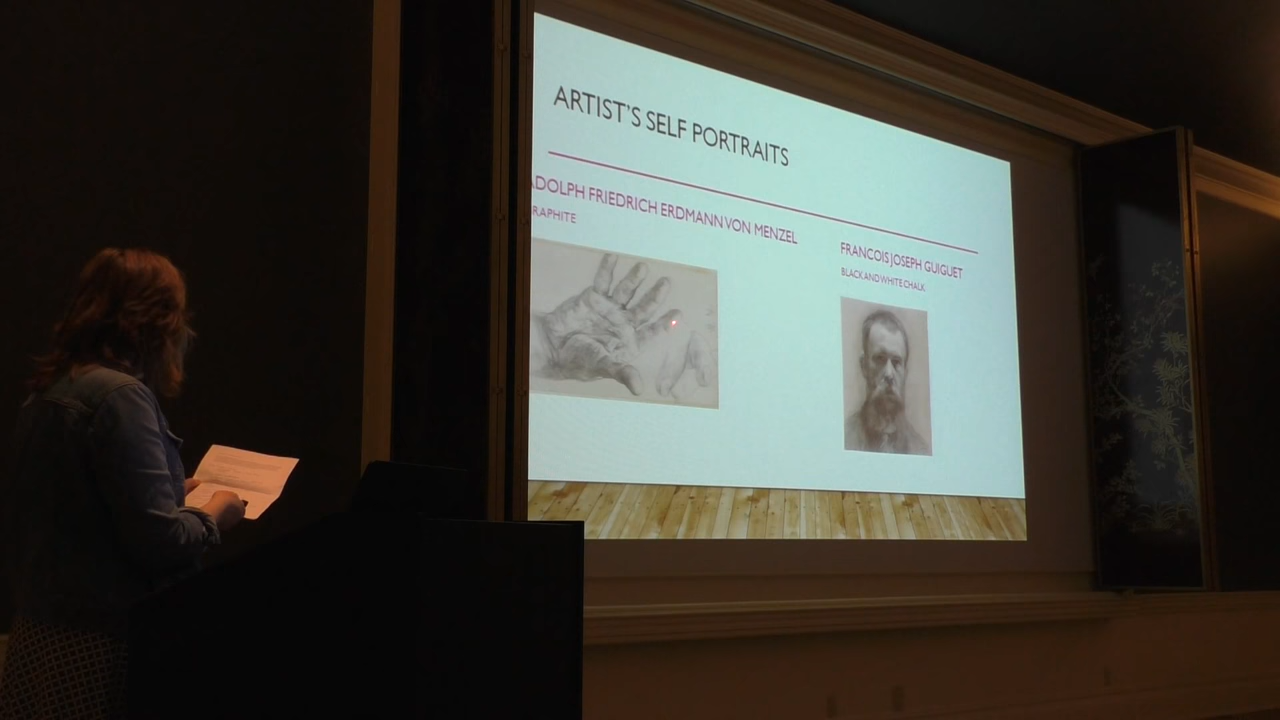 ARTIST'S SELF PORTRAITS
ADOLPH FRIEDRICH ERDMANN VON MENZEL
RAPHITE
FRANCOIS JOSEPH GUIGUET
BLACK AND WHITE CHALK